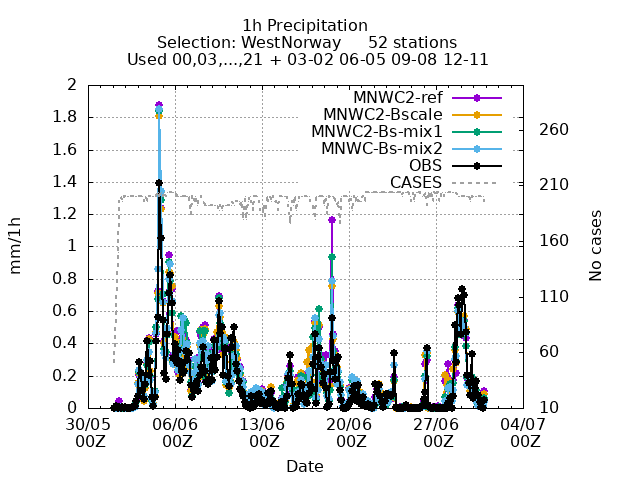 1h Precipitation
Selection: WestNorway 52 stations
Used 00,03,...,21 + 03-02 06-05 09-08 12-11
MNWC2-ref
MNWC2-Bscale
MNWC2-Bs-mix1
MNWC-Bs-mix2
OBS
CASES
2
1.8
1.6
1.4
1.2
1
0.8
0.6
0.4
0.2
0
mm/1h
260
210
160
110
60
10
No cases
30/05 6/06 13/06 20/06 27/06 04/07
00Z 00Z 00Z 00Z 00Z 00Z
Date